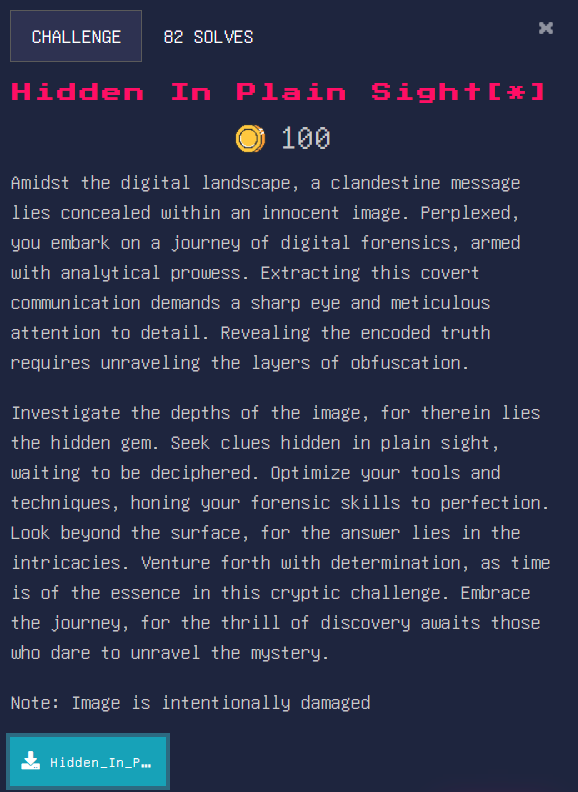 CHALLENGE
82 SOLVES
×
Hidden In Plain Sight[*]
100
Amidst the digital landscape, a clandestine message
lies concealed within an innocent image. Perplexed,
you embark on a journey of digital forensics, armed
with analytical prowess. Extracting this covert
communication demands a sharp eye and meticulous
attention to detail. Revealing the encoded truth
requires unraveling the layers of obfuscation.
Investigate the depths of the image, for therein lies
the hidden gem. Seek clues hidden in plain sight,
waiting to be deciphered. Optimize your tools and
techniques, honing your forensic skills to perfection.
Look beyond the surface, for the answer lies in the
intricacies. Venture forth with determination, as time
is of the essence in this cryptic challenge. Embrace
the journey, for the thrill of discovery awaits those
who dare to unravel the mystery.
Note: Image is intentionally damaged
Hidden_In_P…